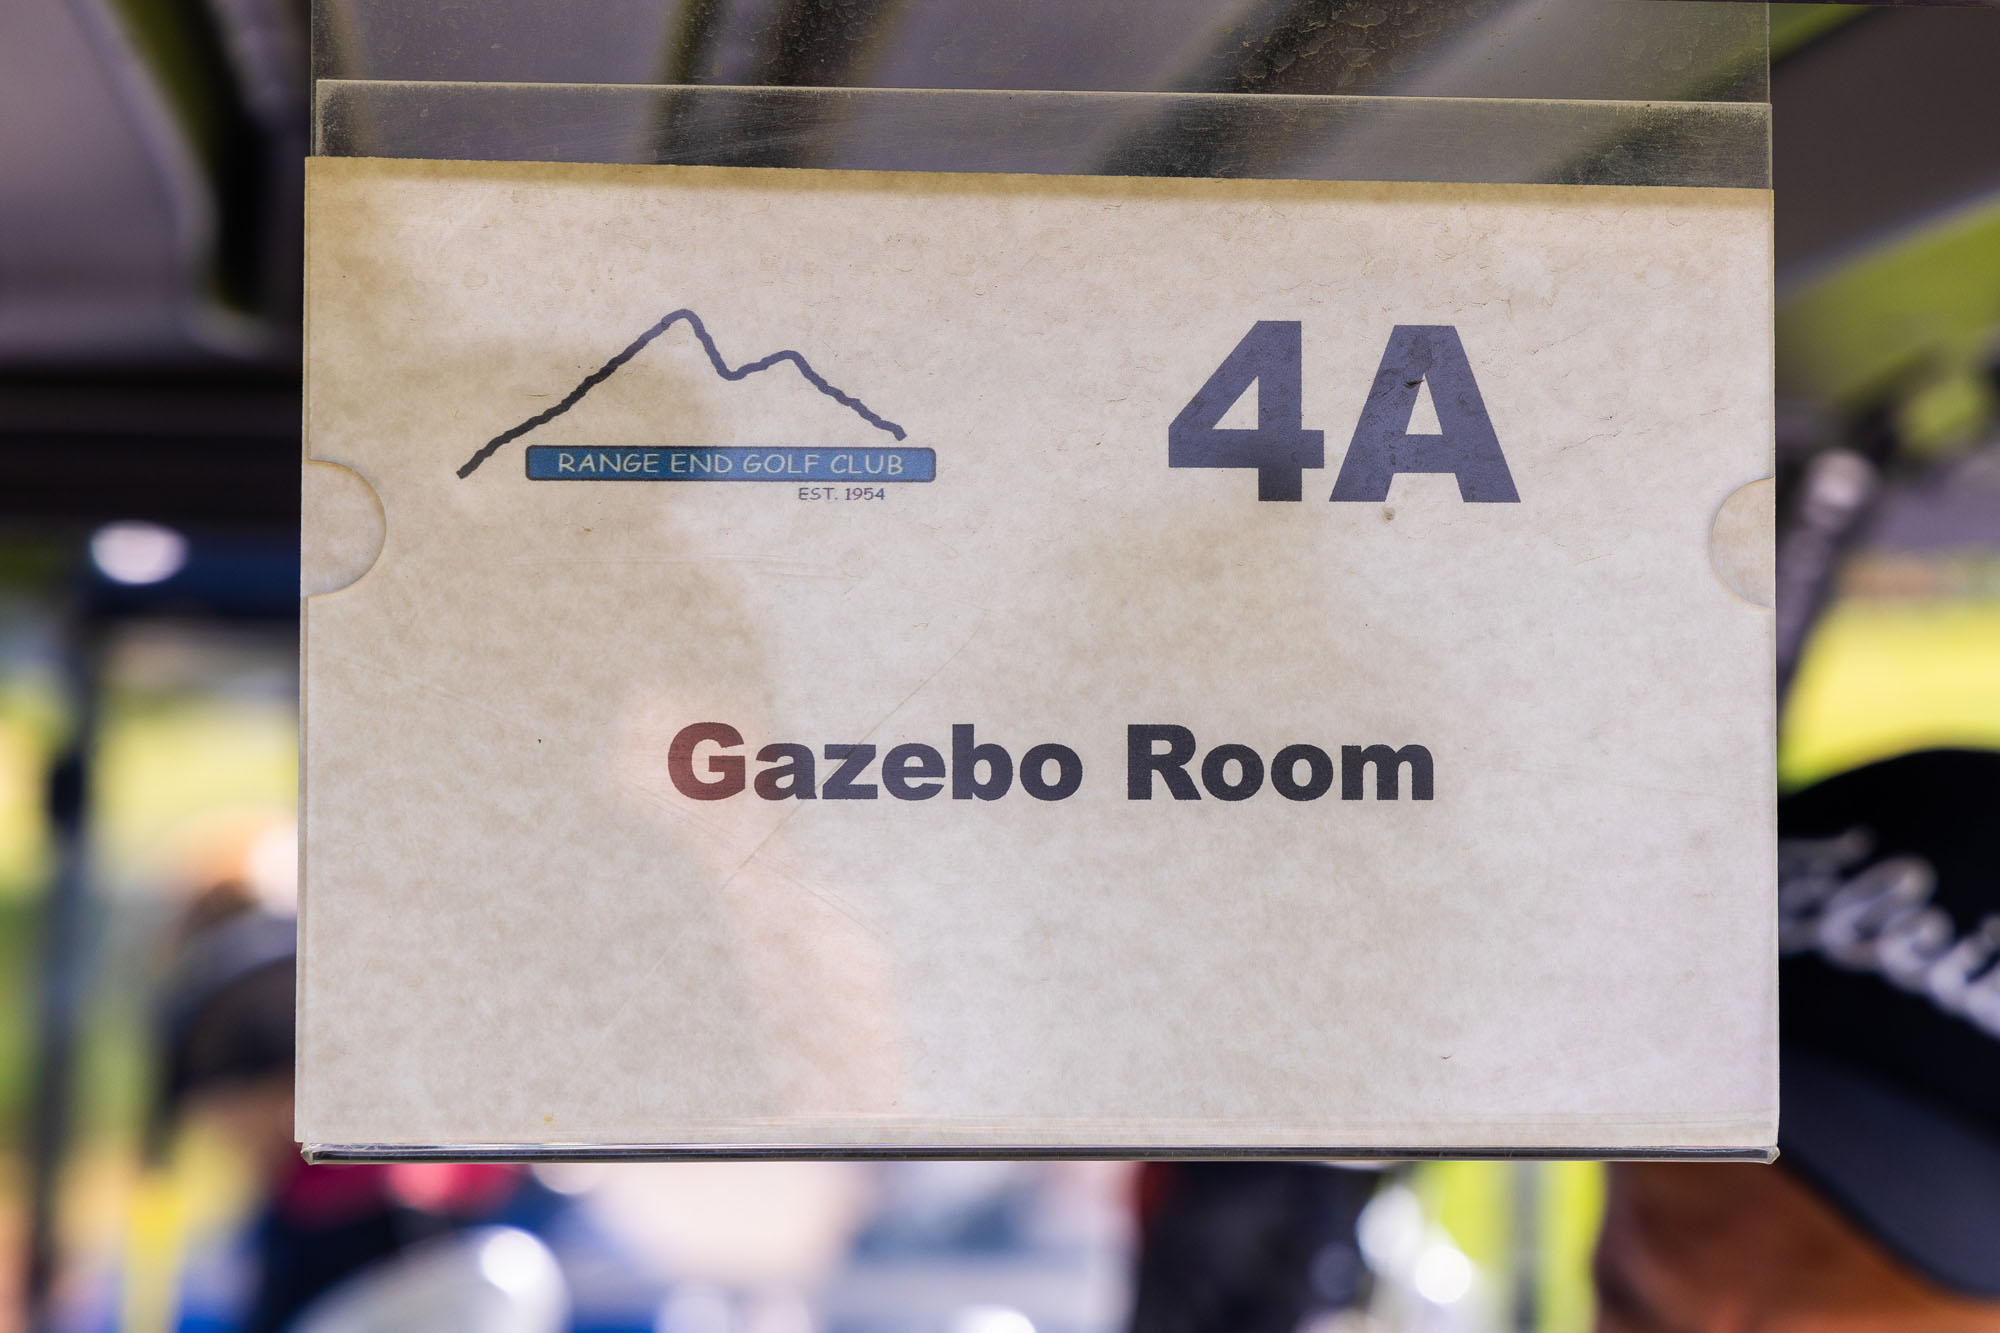 4A
RANGE END GOLF CLUB
EST. 1954
Gazebo Room